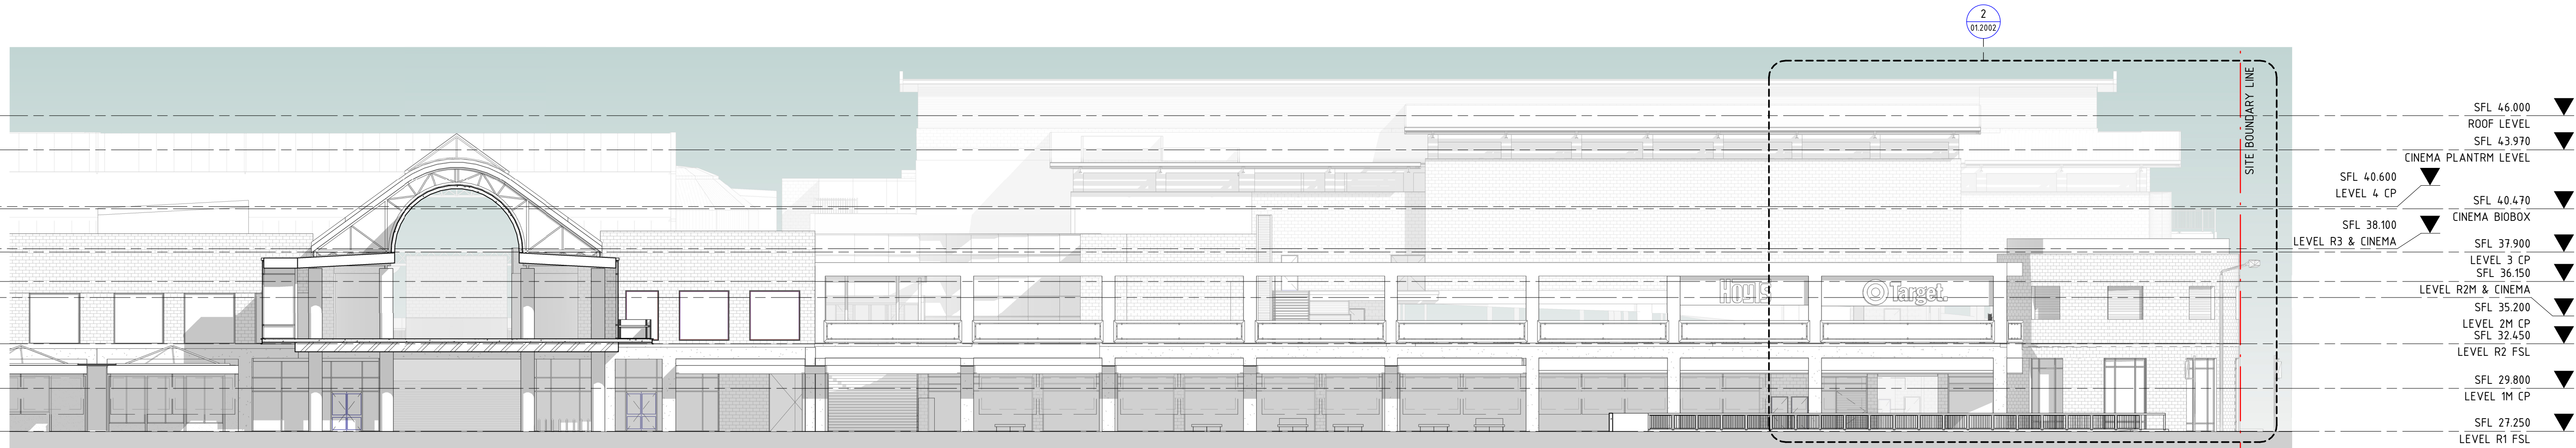 2
01.2002
SITE BOUNDARY LINE
SFL 46.000
ROOF LEVEL
SFL 43.970
CINEMA PLANTRM LEVEL
SFL 40.600
LEVEL 4 CP
SFL 40.470
CINEMA BIOBOX
SFL 38.100
LEVEL R3 & CINEMA
SFL 37.900
LEVEL 3 CP
SFL 36.150
LEVEL R2M & CINEMA
SFL 35.200
LEVEL 2M CP
SFL 32.450
LEVEL R2 FSL
SFL 29.800
LEVEL 1M CP
SFL 27.250
LEVEL R1 FSL
Hoyts
Target.